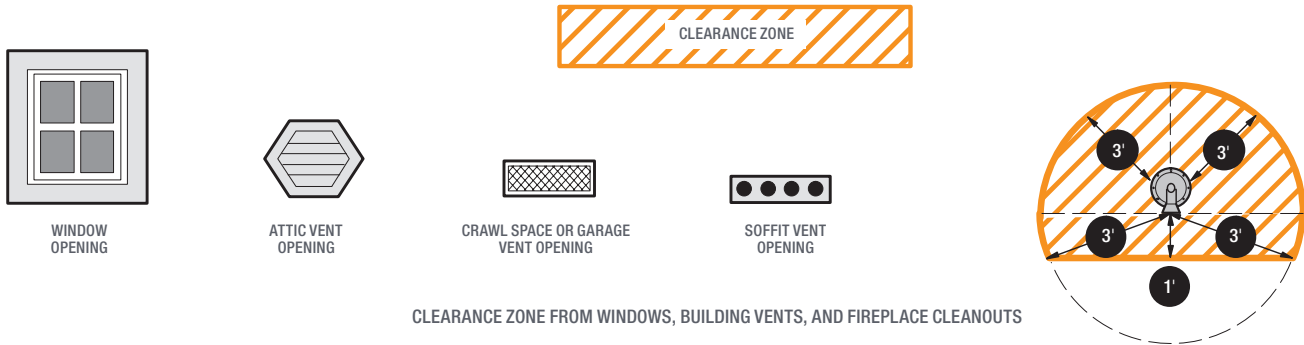 CLEARANCE ZONE
WINDOW
OPENING
ATTIC VENT
OPENING
CRAWL SPACE OR GARAGE
VENT OPENING
SOFFIT VENT
OPENING
3'
3'
3'
3'
1'
CLEARANCE ZONE FROM WINDOWS, BUILDING VENTS, AND FIREPLACE CLEANOUTS